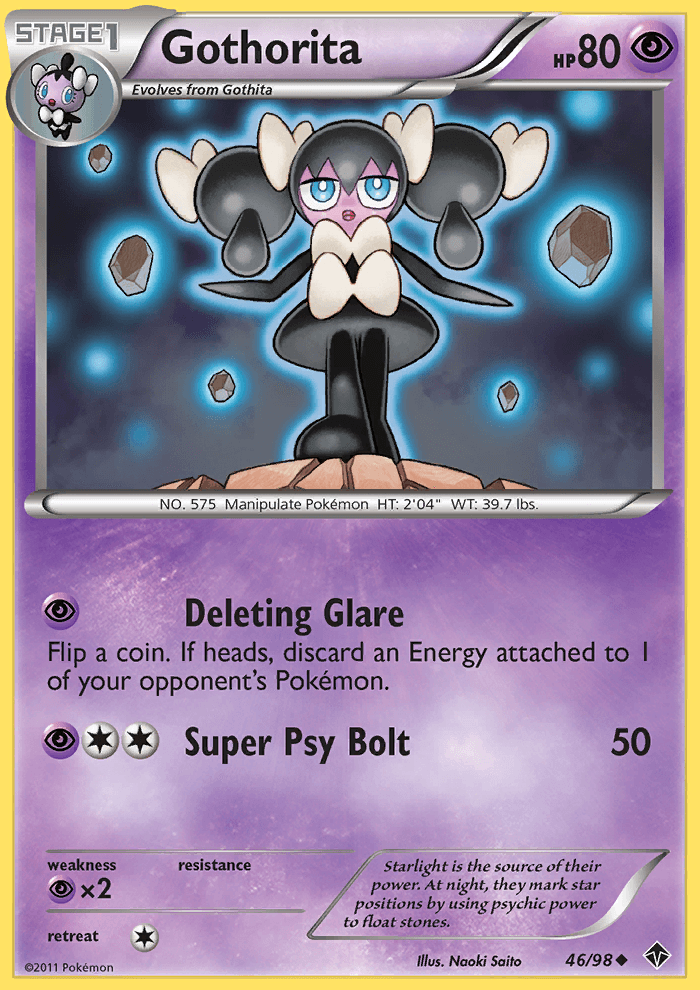 STAGE1
Gothorita
HP80
Evolves from Gothita
NO. 575 Manipulate Pokémon HT: 2'04" WT: 39.7 lbs.
Deleting Glare
Flip a coin. If heads, discard an Energy attached to 1
of your opponent's Pokémon.
Super Psy Bolt 50
weakness resistance
×2
retreat
Starlight is the source of their
power. At night, they mark star
positions by using psychic power
to float stones.
Illus. Naoki Saito 46/98
©2011 Pokémon